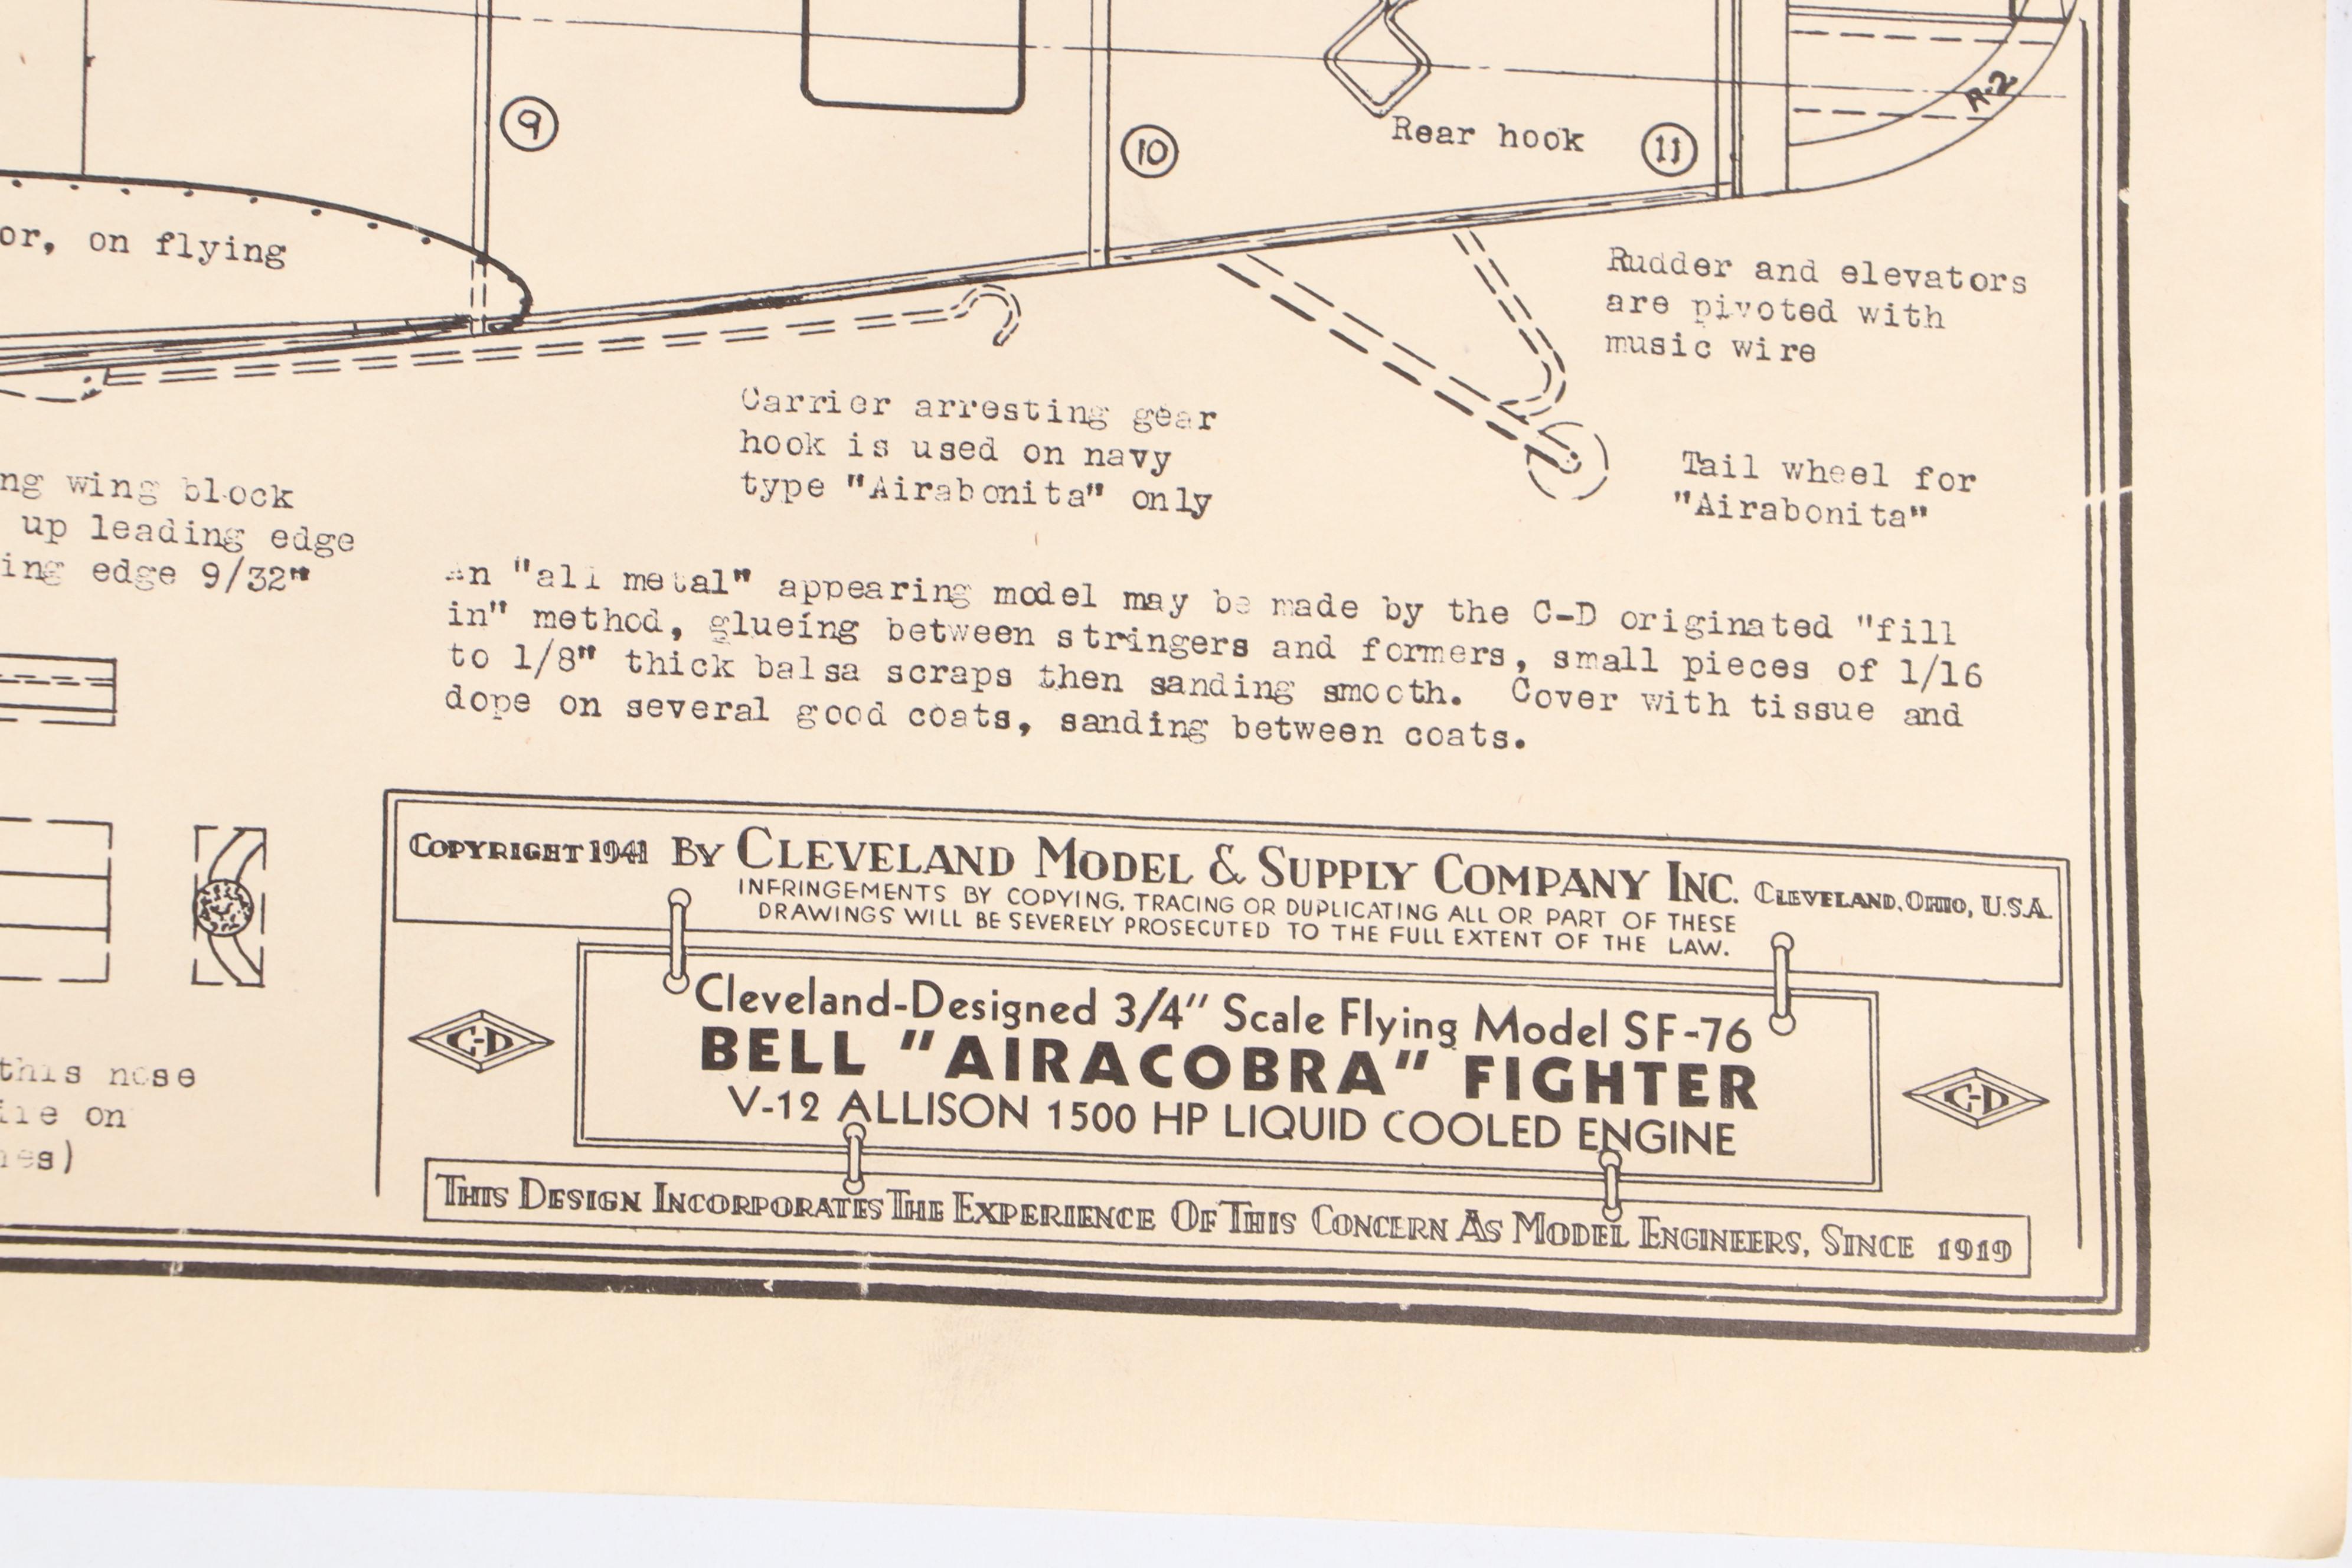 R-2
9
10
Rear hook
11
or, on flying
Rudder and elevators
are pivoted with
music wire
Carrier arresting gear
hook is used on navy
type "Airabonita" only
Tail wheel for
"Airabonita"
ng wing block
up leading edge
ing edge 9/32"
An "all metal" appearing model may be made by the C-D originated "fill
in" method, glueing between stringers and formers, small pieces of 1/16
to 1/8" thick balsa scraps then sanding smooth. Cover with tissue and
dope on several good coats, sanding between coats.
this nose
on
COPYRIGHT 1941 BY CLEVELAND MODEL & SUPPLY COMPANY INC. CLEVELAND, OHIO, U.S.A.
INFRINGEMENTS BY COPYING, TRACING OR DUPLICATING ALL OR PART OF THESE
DRAWINGS WILL BE SEVERELY PROSECUTED TO THE FULL EXTENT OF THE LAW.
Cleveland-Designed 3/4" Scale Flying Model SF-76
BELL "AIRACOBRA" FIGHTER
V-12 ALLISON 1500 HP LIQUID COOLED ENGINE
C-D
C-D
THIS DESIGN INCORPORATES THE EXPERIENCE OF THIS CONCERN AS MODEL ENGINEERS, SINCE 1919